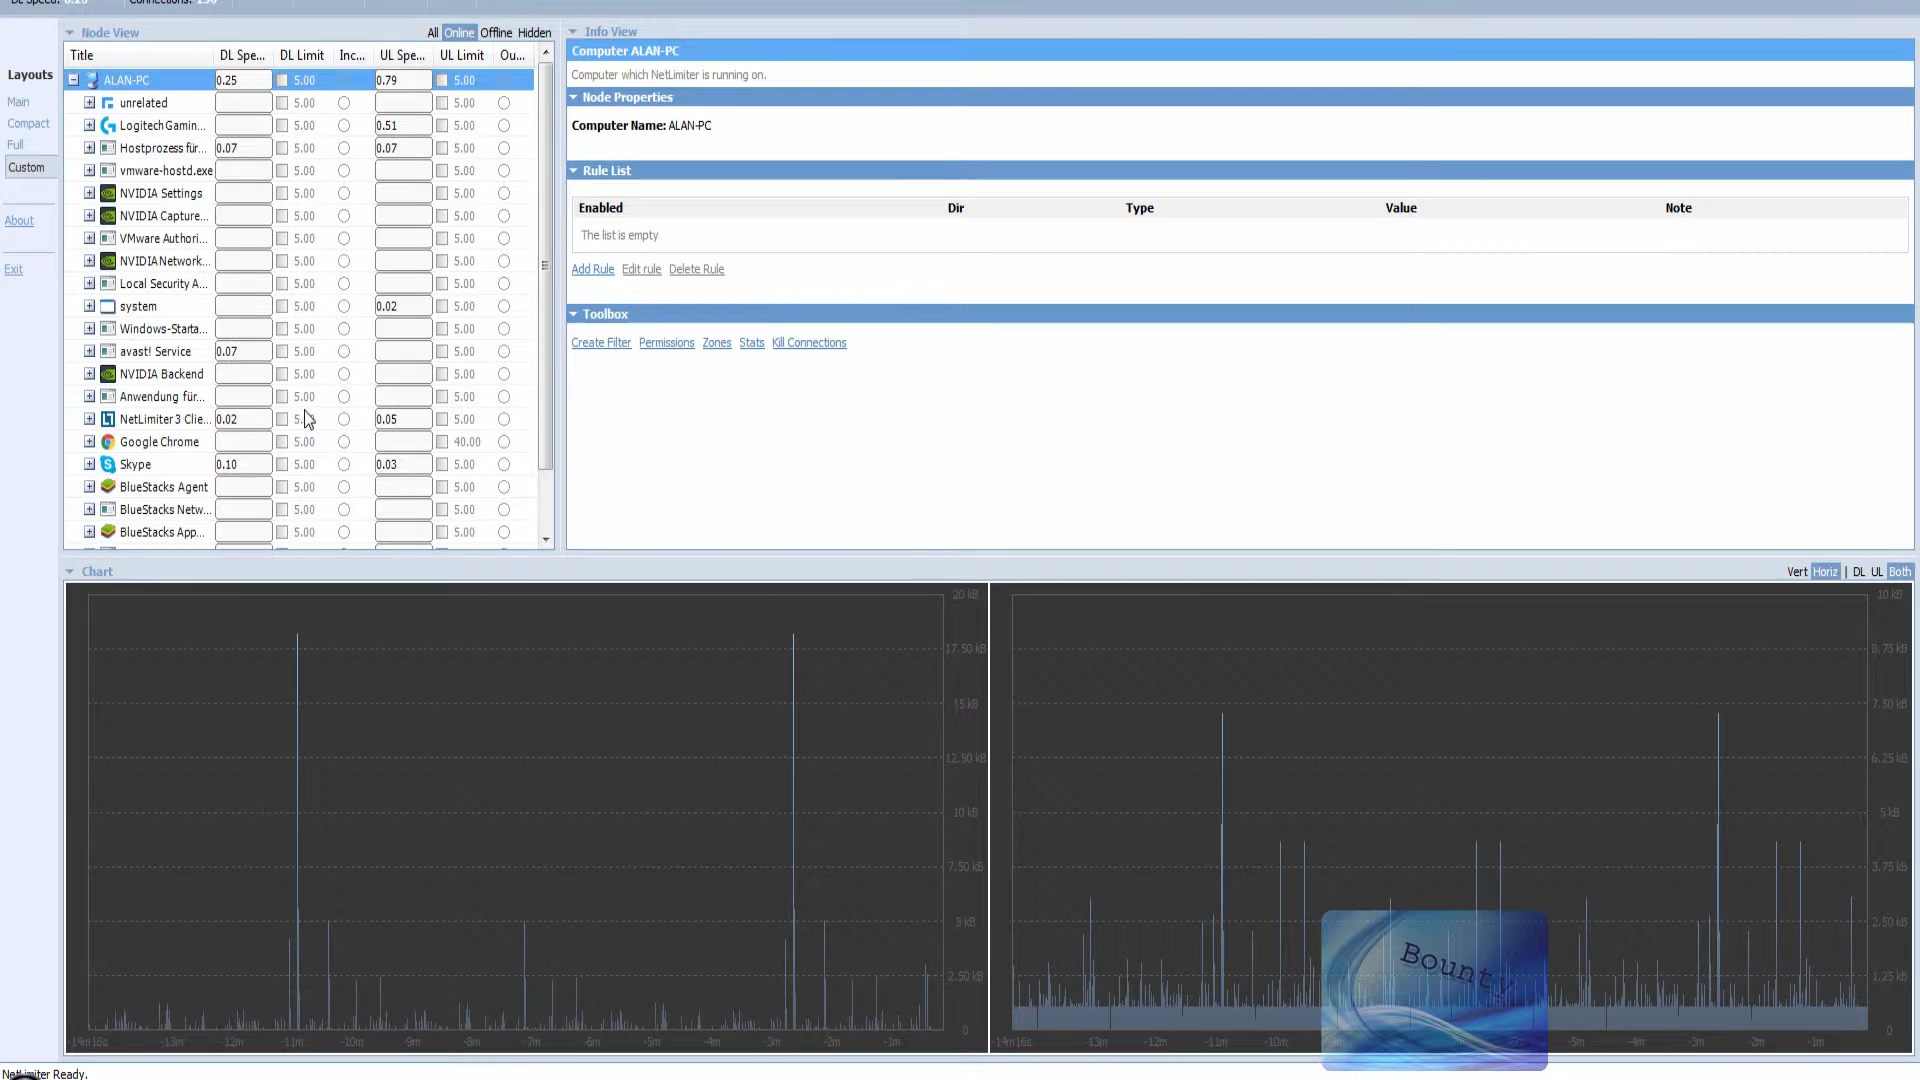 Layouts
Main
Compact
Full
Custom
About
Exit
Node View
All Online Offline Hidden
Title DL Spe... DL Limit Inc... UL Spe... UL Limit Ou...
ALAN-PC 0.25 5.00 0.79 5.00
unrelated 5.00 5.00
Logitech Gamin... 5.00 0.51 5.00
Hostprozess für... 0.07 5.00 0.07 5.00
vmware-hostd.exe 5.00 5.00
NVIDIA Settings 5.00 5.00
NVIDIA Capture... 5.00 5.00
VMware Authori... 5.00 5.00
NVIDIA Network... 5.00 5.00
Local Security A... 5.00 5.00
system 5.00 0.02 5.00
Windows-Starta... 5.00 5.00
avast! Service 0.07 5.00 5.00
NVIDIA Backend 5.00 5.00
Anwendung für... 5.00 5.00
NetLimiter 3 Clie... 0.02 5.00 0.05 5.00
Google Chrome 5.00 40.00
Skype 0.10 5.00 0.03 5.00
BlueStacks Agent 5.00 5.00
BlueStacks Netw... 5.00 5.00
BlueStacks App... 5.00 5.00
Info View
Computer ALAN-PC
Computer which NetLimiter is running on.
Node Properties
Computer Name: ALAN-PC
Rule List
Enabled Dir Type Value Note
The list is empty
Add Rule Edit rule Delete Rule
Toolbox
Create Filter Permissions Zones Stats Kill Connections
Chart
Vert Horiz | DL UL Both
20 kB
17.50 kB
15 kB
12.50 kB
10 kB
7.50 kB
5 kB
2.50 kB
0
-14m16s -13m -12m -11m -10m -9m -8m -7m -6m -5m -4m -3m -2m -1m
10 kB
8.75 kB
7.50 kB
6.25 kB
5 kB
3.75 kB
2.50 kB
1.25 kB
0
-14m16s -13m -12m -11m -10m -5m -4m -3m -2m -1m
Bounty
NetLimiter Ready.